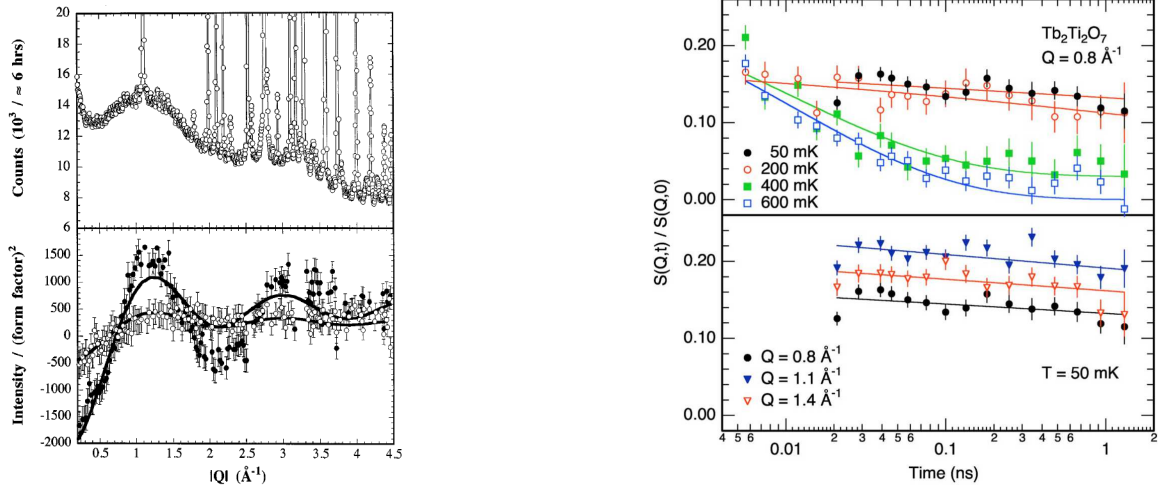 Counts (10³ / ≈ 6 hrs)
20
18
16
14
12
10
8
6
Intensity / (form factor)²
1500
1000
500
0
-500
-1000
-1500
-2000
0.5 1 1.5 2 2.5 3 3.5 4 4.5
|Q| (Å⁻¹)
S(Q,t) / S(Q,0)
0.20
0.10
0.00
Tb₂Ti₂O₇
Q = 0.8 Å⁻¹
50 mK
200 mK
400 mK
600 mK
0.20
0.10
0.00
Q = 0.8 Å⁻¹
Q = 1.1 Å⁻¹
Q = 1.4 Å⁻¹
T = 50 mK
4 5 6 0.01 2 3 4 5 6 0.1 2 3 4 5 6 1 2
Time (ns)